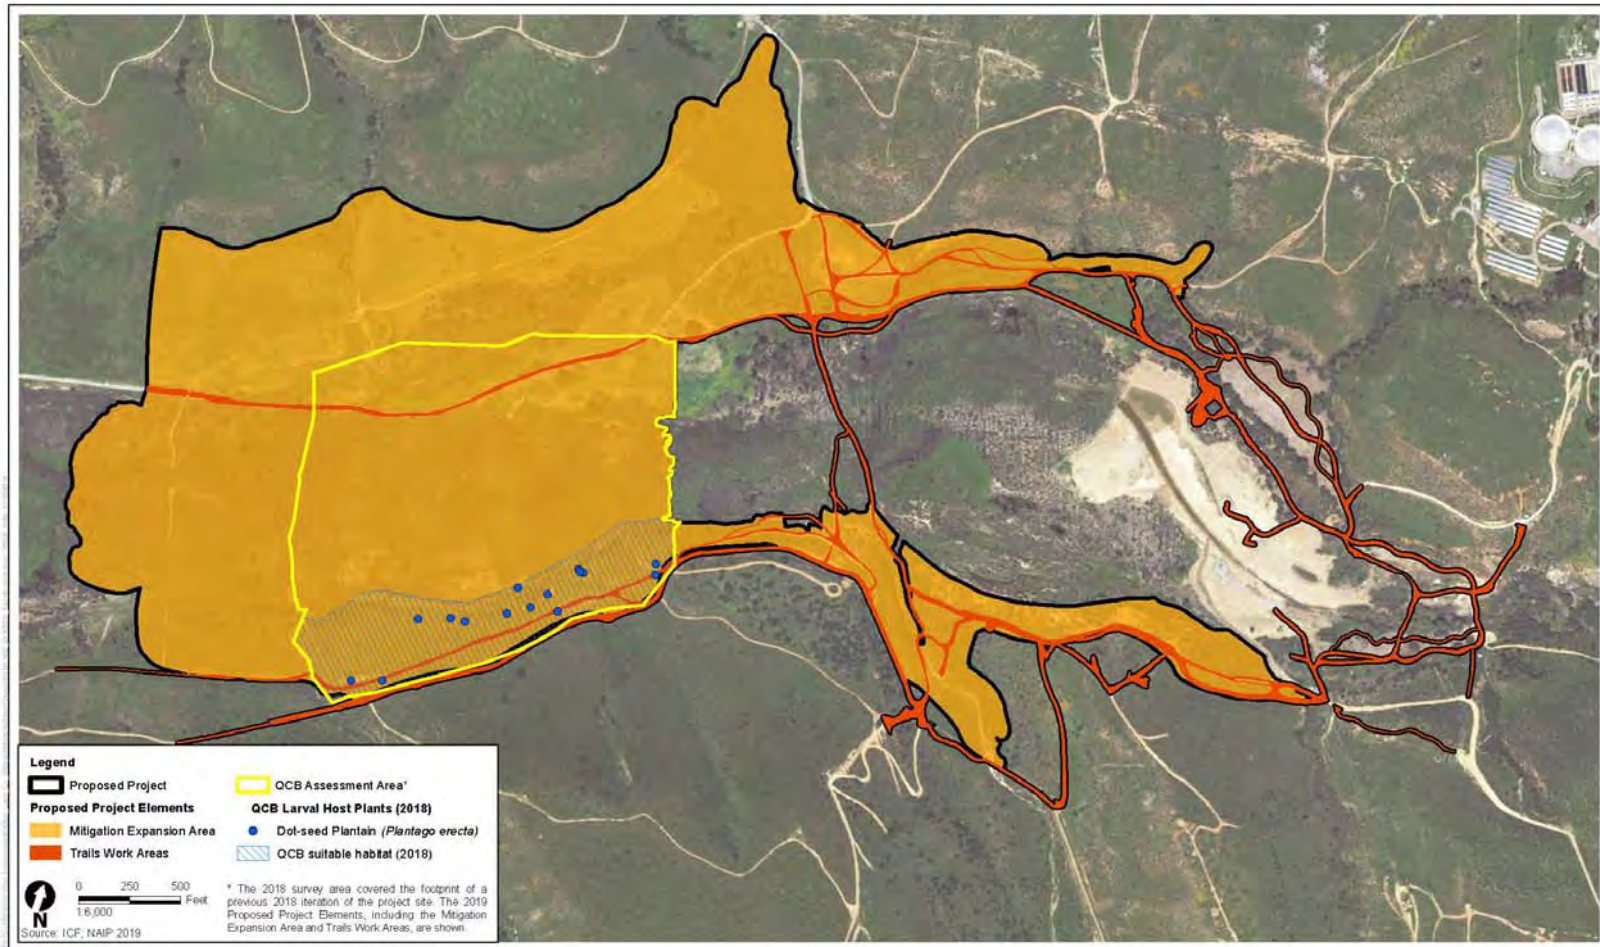 Legend
Proposed Project
Proposed Project Elements
Mitigation Expansion Area
Trails Work Areas
QCB Assessment Area*
QCB Larval Host Plants (2018)
Dot-seed Plantain (Plantago erecta)
QCB suitable habitat (2018)
N
0 250 500
Feet
1:6,000
Source: ICF, NAIP 2019
* The 2018 survey area covered the footprint of a
previous 2018 iteration of the project site. The 2019
Proposed Project Elements, including the Mitigation
Expansion Area and Trails Work Areas, are shown.